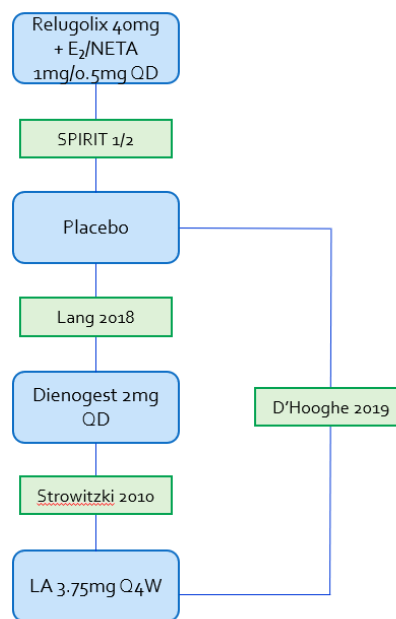 Relugolix 40mg
+ E₂/NETA
1mg/0.5mg QD
SPIRIT 1/2
Placebo
Lang 2018
Dienogest 2mg
QD
D'Hooghe 2019
Strowitzki 2010
LA 3.75mg Q4W